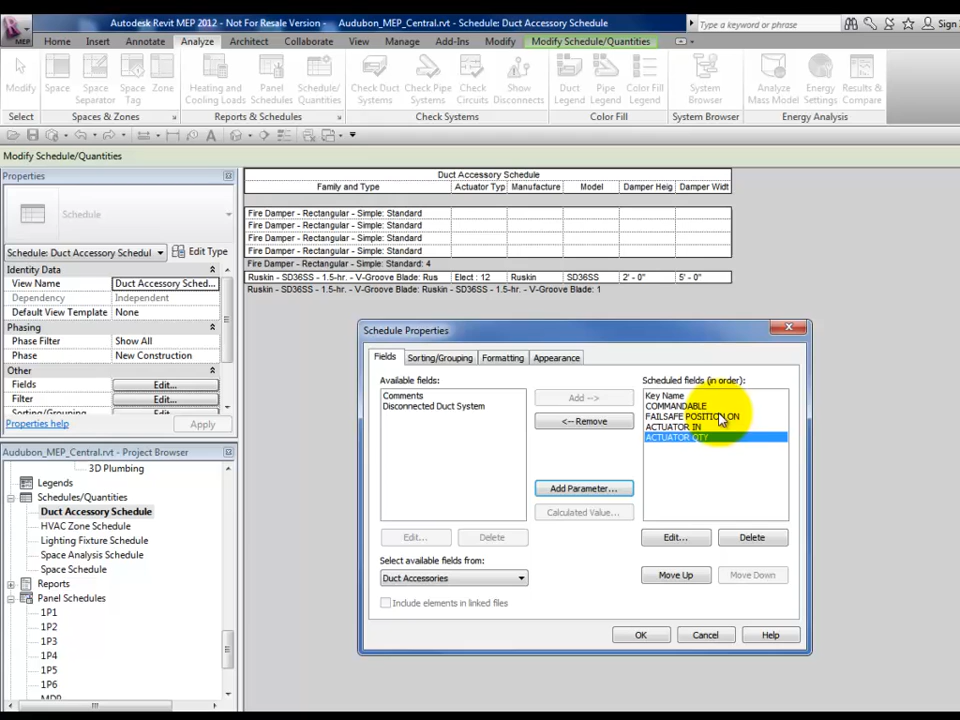 Autodesk Revit MEP 2012 - Not For Resale Version - Audubon_MEP_Central.rvt - Schedule: Duct Accessory Schedule
Type a keyword or phrase
Sign
MEP
Home Insert Annotate Analyze Architect Collaborate View Manage Add-Ins Modify Modify Schedule/Quantities
Modify
Space
Space Separator
Space Tag
Zone
Heating and Cooling Loads
Panel Schedules
Schedule/ Quantities
Check Duct Systems
Check Pipe Systems
Check Circuits
Show Disconnects
Duct Legend
Pipe Legend
Color Fill Legend
System Browser
Analyze Mass Model
Energy Settings
Results & Compare
Select
Spaces & Zones
Reports & Schedules
Check Systems
Color Fill
System Browser
Energy Analysis
Modify Schedule/Quantities
Properties
Schedule
Schedule: Duct Accessory Schedul
Edit Type
Identity Data
View Name Duct Accessory Sched...
Dependency Independent
Default View Template None
Phasing
Phase Filter Show All
Phase New Construction
Other
Fields Edit...
Filter Edit...
Sorting/Grouping Edit...
Properties help
Apply
Audubon_MEP_Central.rvt - Project Browser
3D Plumbing
Legends
Schedules/Quantities
Duct Accessory Schedule
HVAC Zone Schedule
Lighting Fixture Schedule
Space Analysis Schedule
Space Schedule
Reports
Panel Schedules
1P1
1P2
1P3
1P4
1P5
1P6
MDP
Duct Accessory Schedule
Family and Type Actuator Typ Manufacture Model Damper Heig Damper Widt
Fire Damper - Rectangular - Simple: Standard
Fire Damper - Rectangular - Simple: Standard
Fire Damper - Rectangular - Simple: Standard
Fire Damper - Rectangular - Simple: Standard
Fire Damper - Rectangular - Simple: Standard: 4
Ruskin - SD36SS - 1.5-hr. - V-Groove Blade: Rus Elect : 12 Ruskin SD36SS 2' - 0" 5' - 0"
Ruskin - SD36SS - 1.5-hr. - V-Groove Blade: Ruskin - SD36SS - 1.5-hr. - V-Groove Blade: 1
Schedule Properties
Fields Sorting/Grouping Formatting Appearance
Available fields:
Comments
Disconnected Duct System
Add -->
<-- Remove
Add Parameter...
Calculated Value...
Scheduled fields (in order):
Key Name
COMMANDABLE
FAILSAFE POSITION ON
ACTUATOR IN
ACTUATOR QTY
Edit... Delete
Edit... Delete
Select available fields from:
Duct Accessories
Move Up Move Down
Include elements in linked files
OK Cancel Help